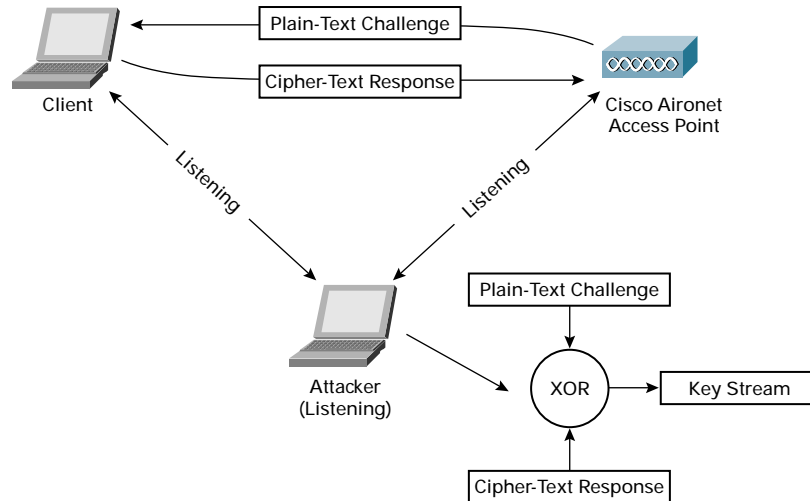 Plain-Text Challenge
Cipher-Text Response
Client
Cisco Aironet
Access Point
Listening
Listening
Plain-Text Challenge
Attacker
(Listening)
XOR
Key Stream
Cipher-Text Response